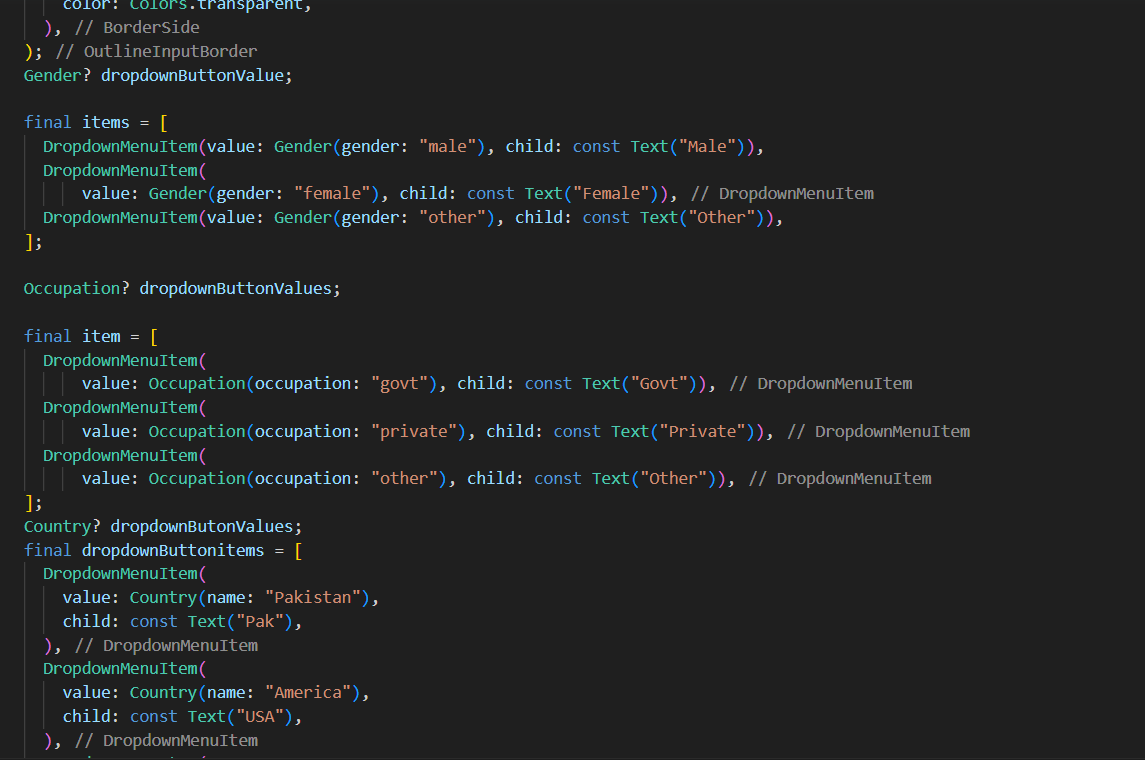 color: Colors.transparent,
), // BorderSide
); // OutlineInputBorder
Gender? dropdownButtonValue;
final items = [
DropdownMenuItem(value: Gender(gender: "male"), child: const Text("Male")),
DropdownMenuItem(
value: Gender(gender: "female"), child: const Text("Female")), // DropdownMenuItem
DropdownMenuItem(value: Gender(gender: "other"), child: const Text("Other")),
];
Occupation? dropdownButtonValues;
final item = [
DropdownMenuItem(
value: Occupation(occupation: "govt"), child: const Text("Govt")), // DropdownMenuItem
DropdownMenuItem(
value: Occupation(occupation: "private"), child: const Text("Private")), // DropdownMenuItem
DropdownMenuItem(
value: Occupation(occupation: "other"), child: const Text("Other")), // DropdownMenuItem
];
Country? dropdownButonValues;
final dropdownButtonitems = [
DropdownMenuItem(
value: Country(name: "Pakistan"),
child: const Text("Pak"),
), // DropdownMenuItem
DropdownMenuItem(
value: Country(name: "America"),
child: const Text("USA"),
), // DropdownMenuItem